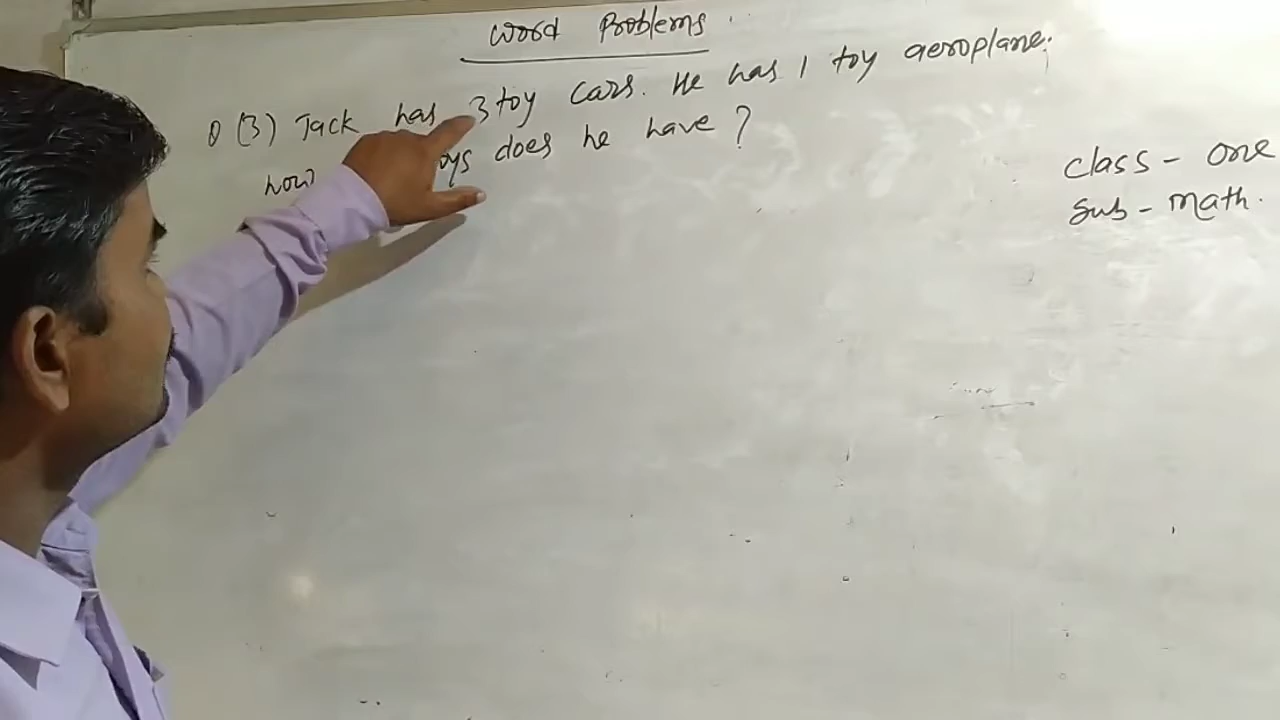 Word Problems
Q (3) Jack has 3 toy cars. He has 1 toy aeroplane.
how does he have ?
class - one
Sub - math.